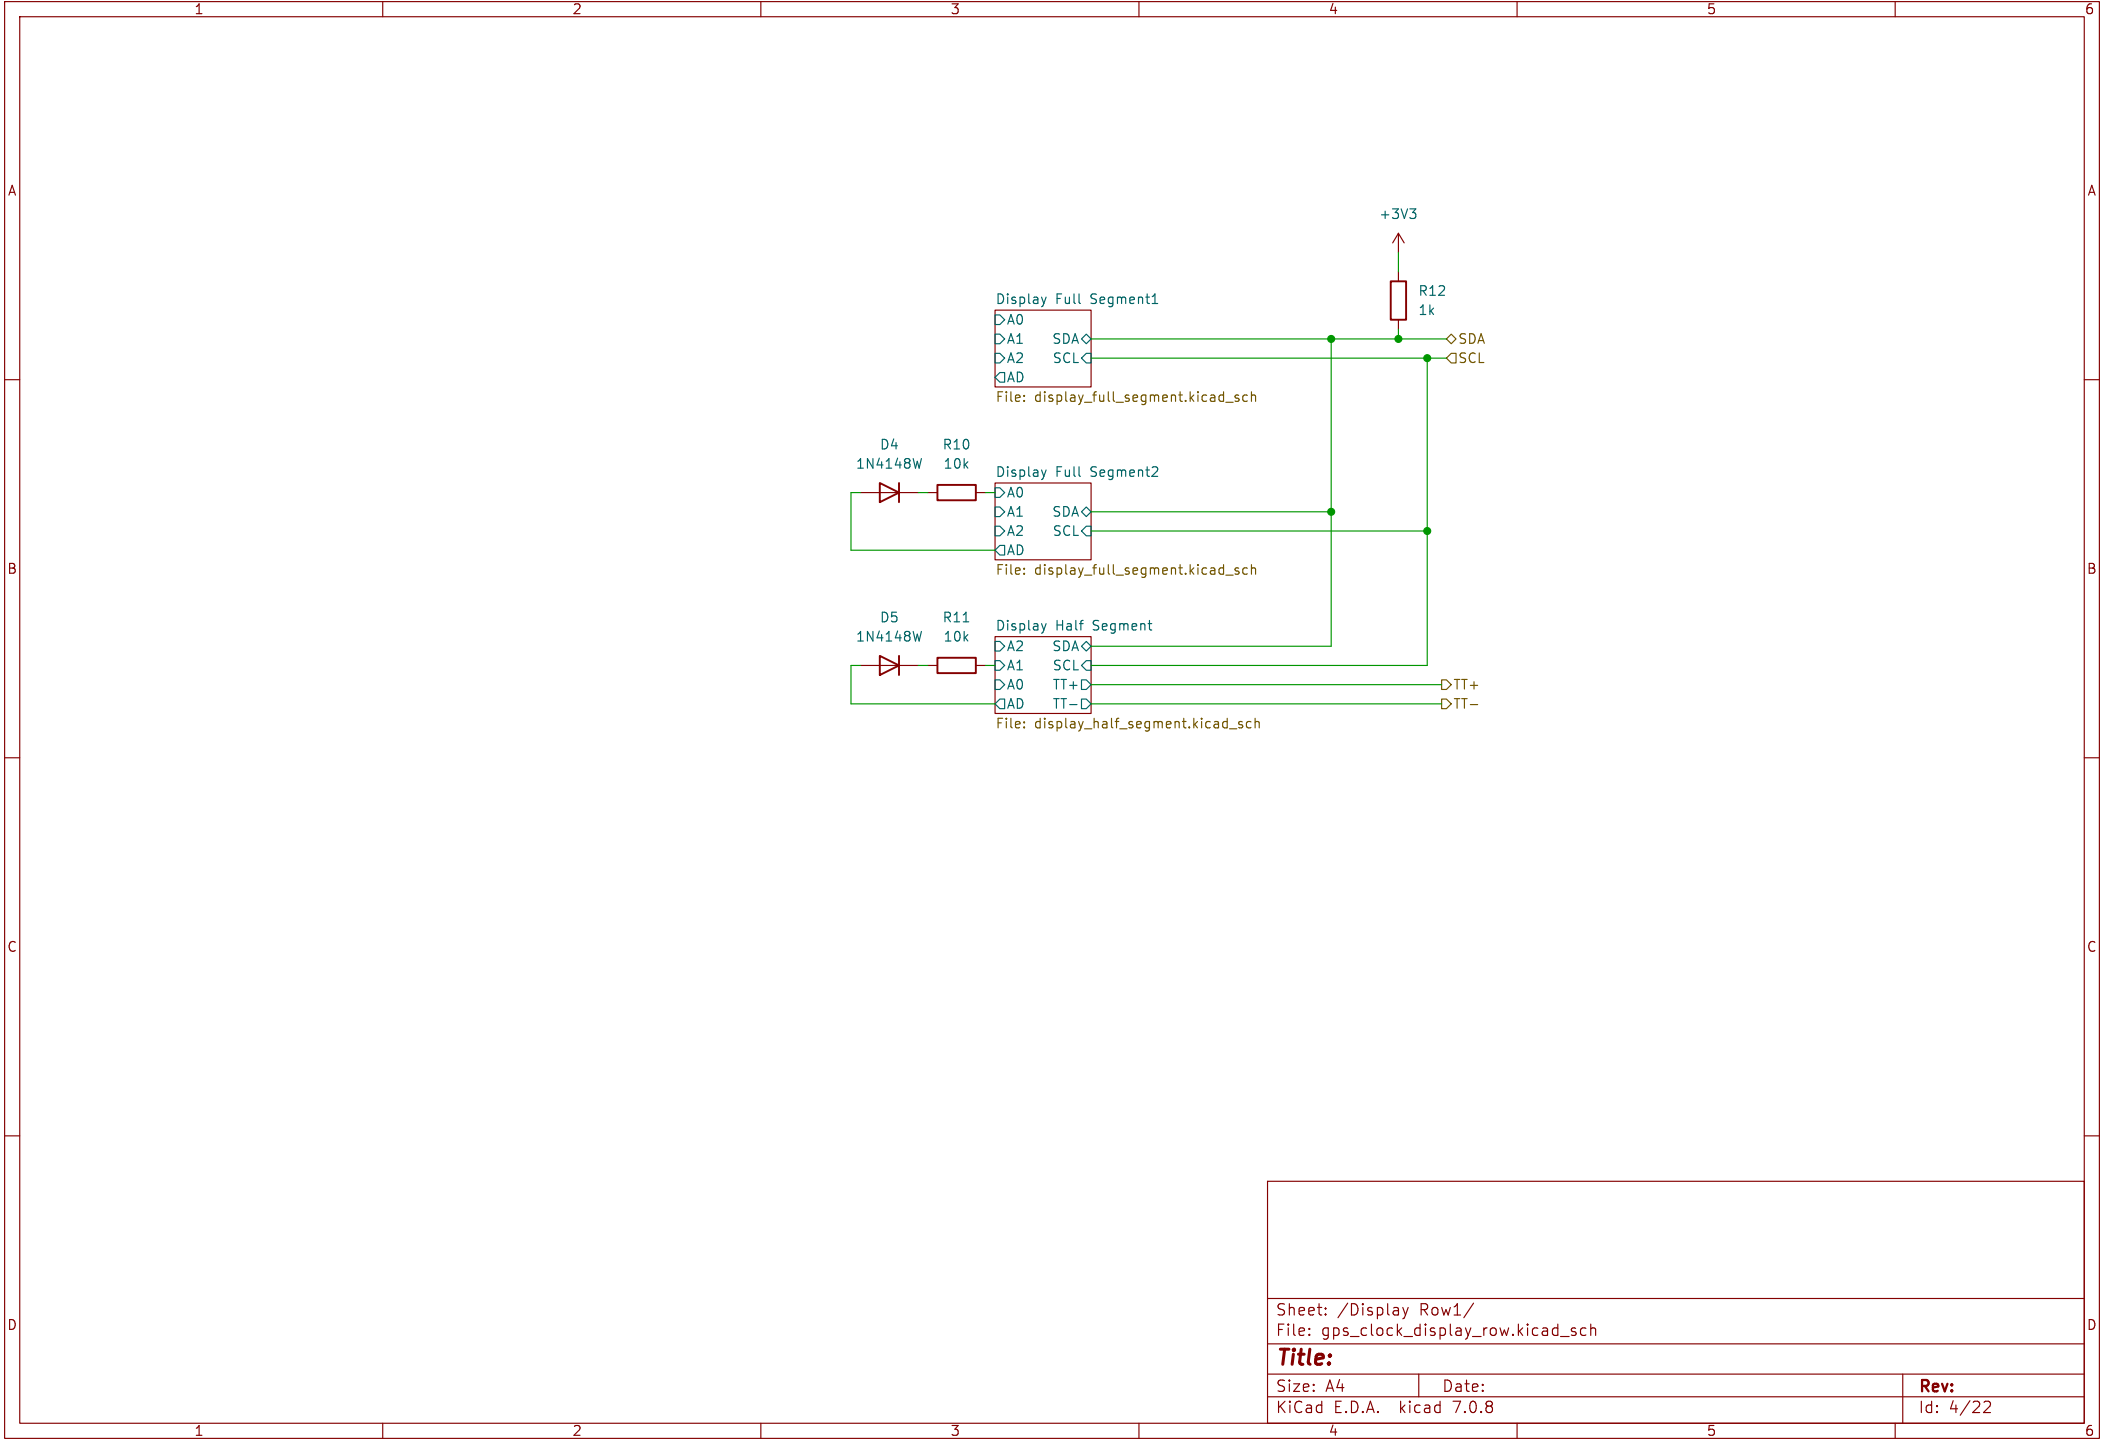 1 2 3 4 5 6
A A
+3V3
R12
1k
Display Full Segment1
A0
A1 SDA
A2 SCL
AD
SDA
SCL
File: display_full_segment.kicad_sch
B B
D4 R10
1N4148W 10k
Display Full Segment2
A0
A1 SDA
A2 SCL
AD
File: display_full_segment.kicad_sch
D5 R11
1N4148W 10k
Display Half Segment
A2 SDA
A1 SCL
A0 TT+
AD TT-
TT+
TT-
File: display_half_segment.kicad_sch
C C
D D
Sheet: /Display Row1/
File: gps_clock_display_row.kicad_sch
Title:
Size: A4 Date: Rev:
KiCad E.D.A. kicad 7.0.8 Id: 4/22
1 2 3 4 5 6